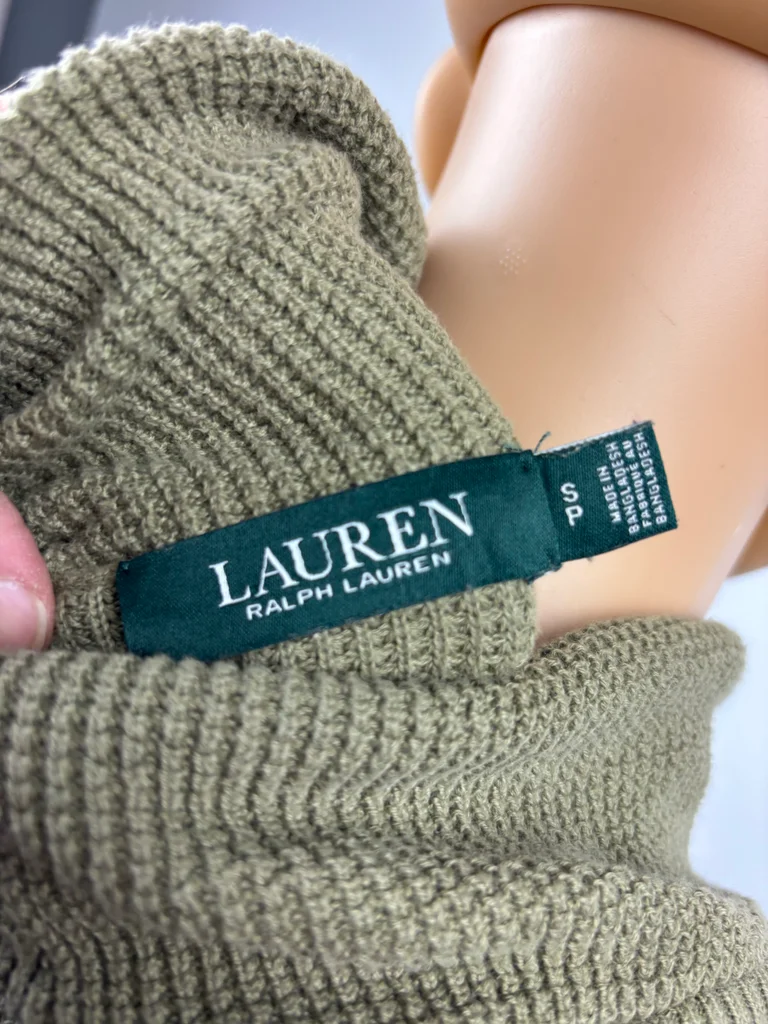 LAUREN
RALPH LAUREN
S
P
MADE IN
BANGLADESH
FABRIQUE AU
BANGLADESH